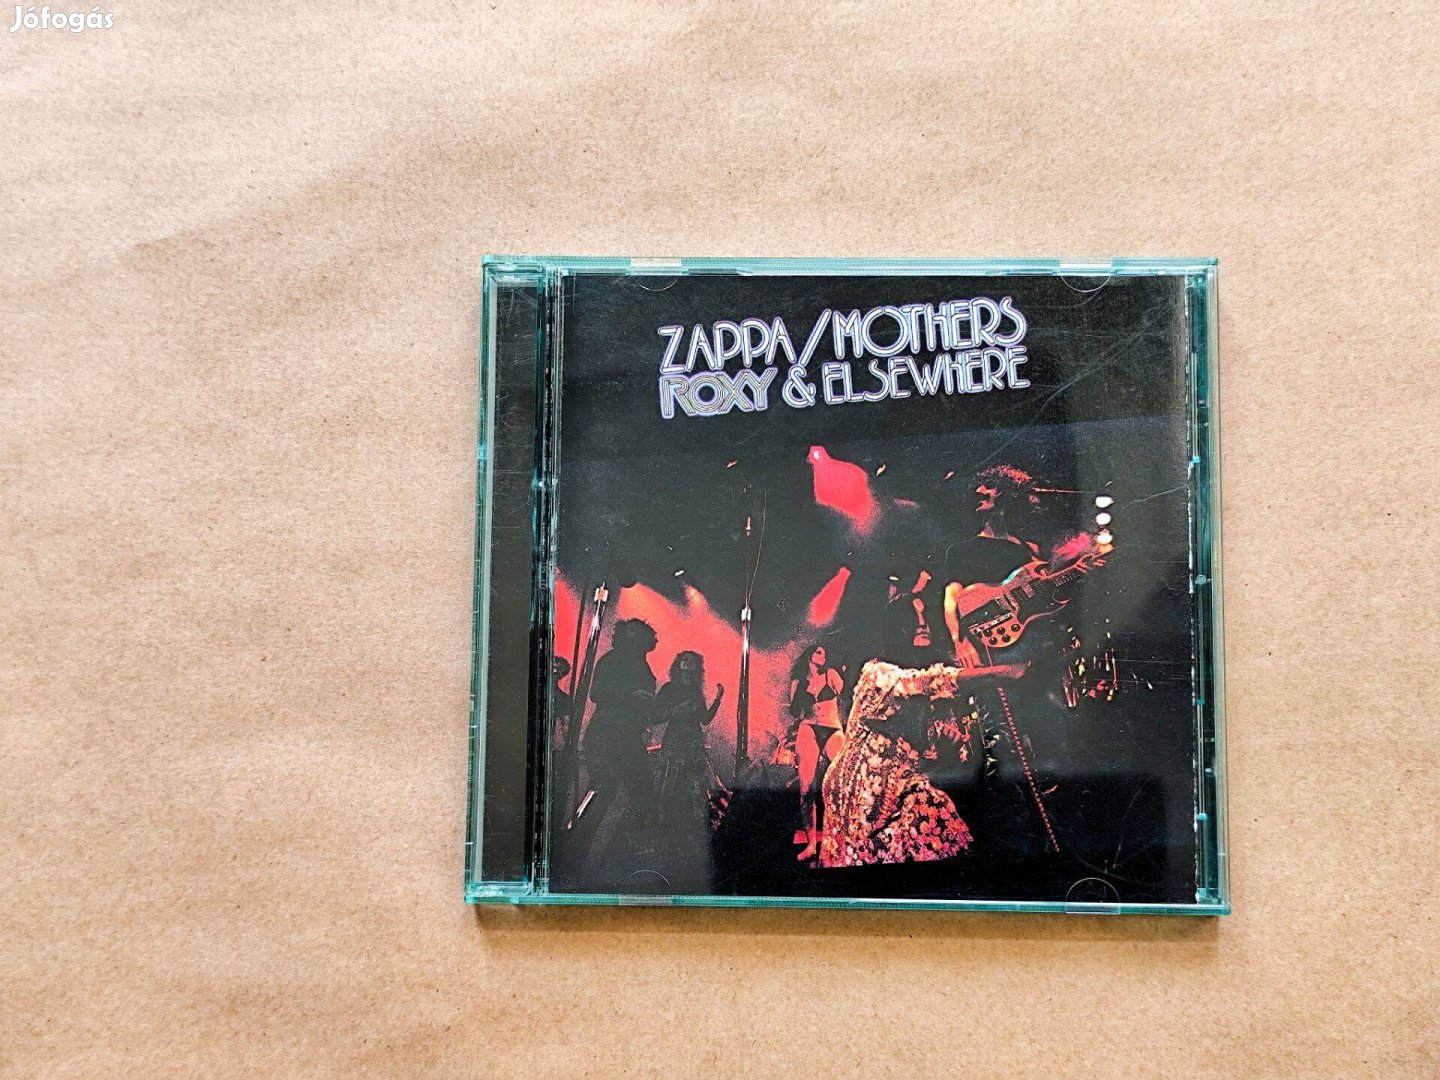 Jófogás
ZAPPA/MOTHERS
ROXY & ELSEWHERE